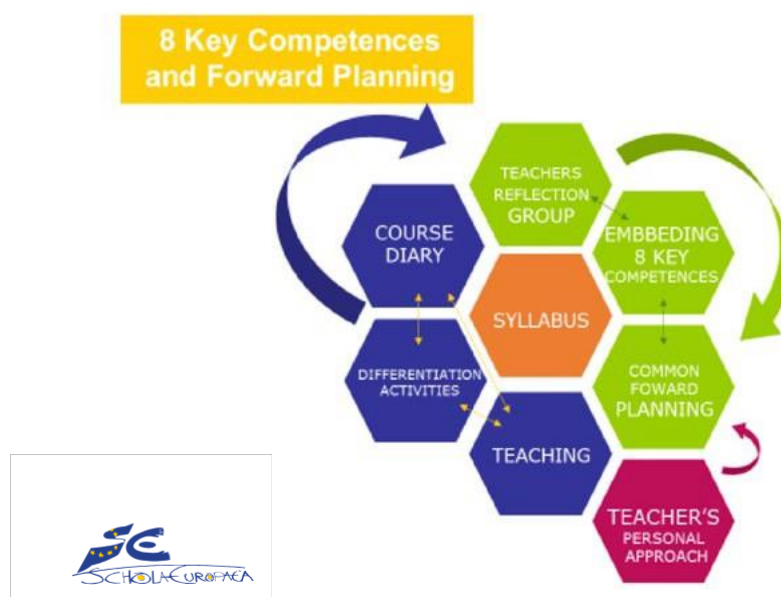 8 Key Competences
and Forward Planning
TEACHERS
REFLECTION
GROUP
COURSE
DIARY
EMBBEDING
8 KEY
COMPETENCES
SYLLABUS
DIFFERENTIATION
ACTIVITIES
COMMON
FOWARD
PLANNING
TEACHING
TEACHER'S
PERSONAL
APPROACH
SE
SCHOLA EUROPAEA